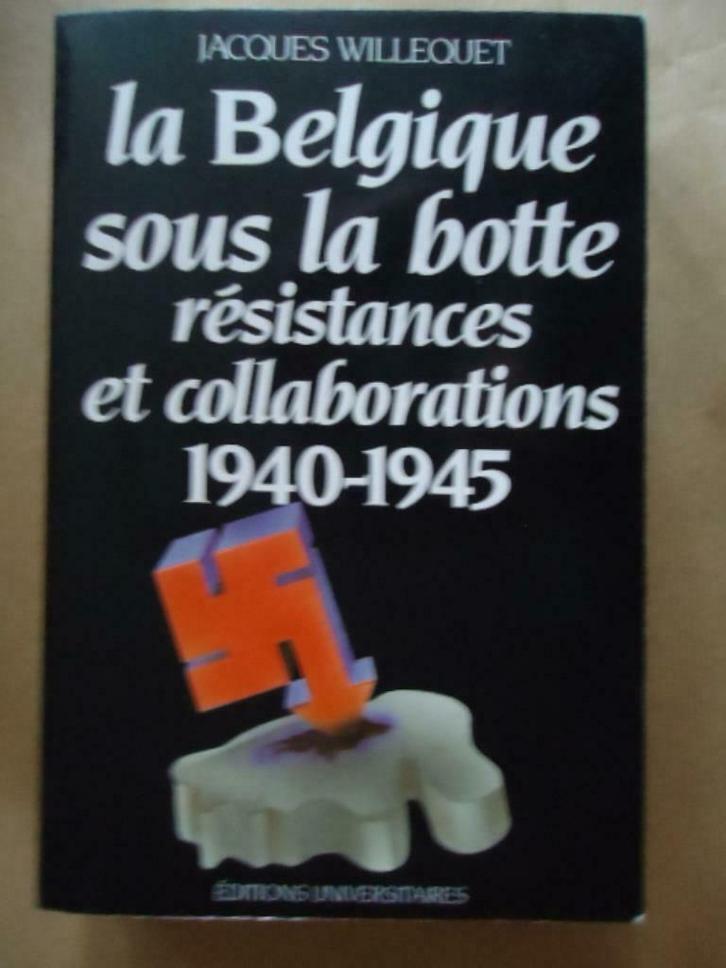 JACQUES WILLEQUET
la Belgique
sous la botte
résistances
et collaborations
1940-1945
ÉDITIONS UNIVERSITAIRES